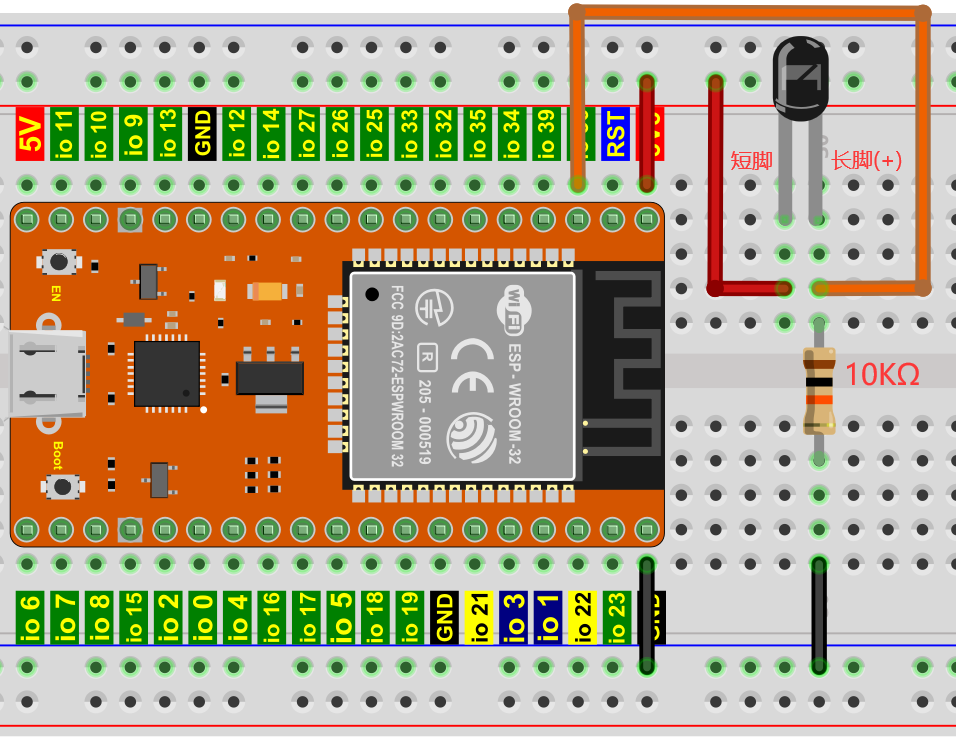 5V
io 11
io 10
io 9
io 13
GND
io 12
io 14
io 27
io 26
io 25
io 33
io 32
io 35
io 34
io 39
RST
短脚
长脚(+)
EN
Boot
FCC 9D:2AC72-ESPWROOM 32
R
205 - 000519
CE
Wi Fi
ESP - WROOM -32
10KΩ
io 6
io 7
io 8
io 15
io 2
io 0
io 4
io 16
io 17
io 5
io 18
io 19
GND
io 21
io 3
io 1
io 22
io 23
GND